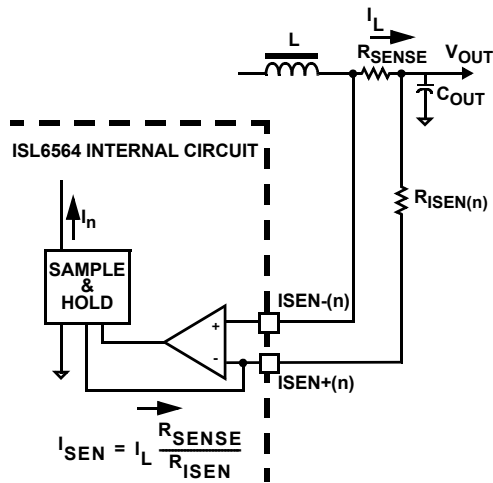 I_L
L
R_SENSE
V_OUT
C_OUT
ISL6564 INTERNAL CIRCUIT
R_ISEN(n)
I_n
SAMPLE
&
HOLD
ISEN-(n)
+
-
ISEN+(n)
I_SEN = I_L R_SENSE / R_ISEN